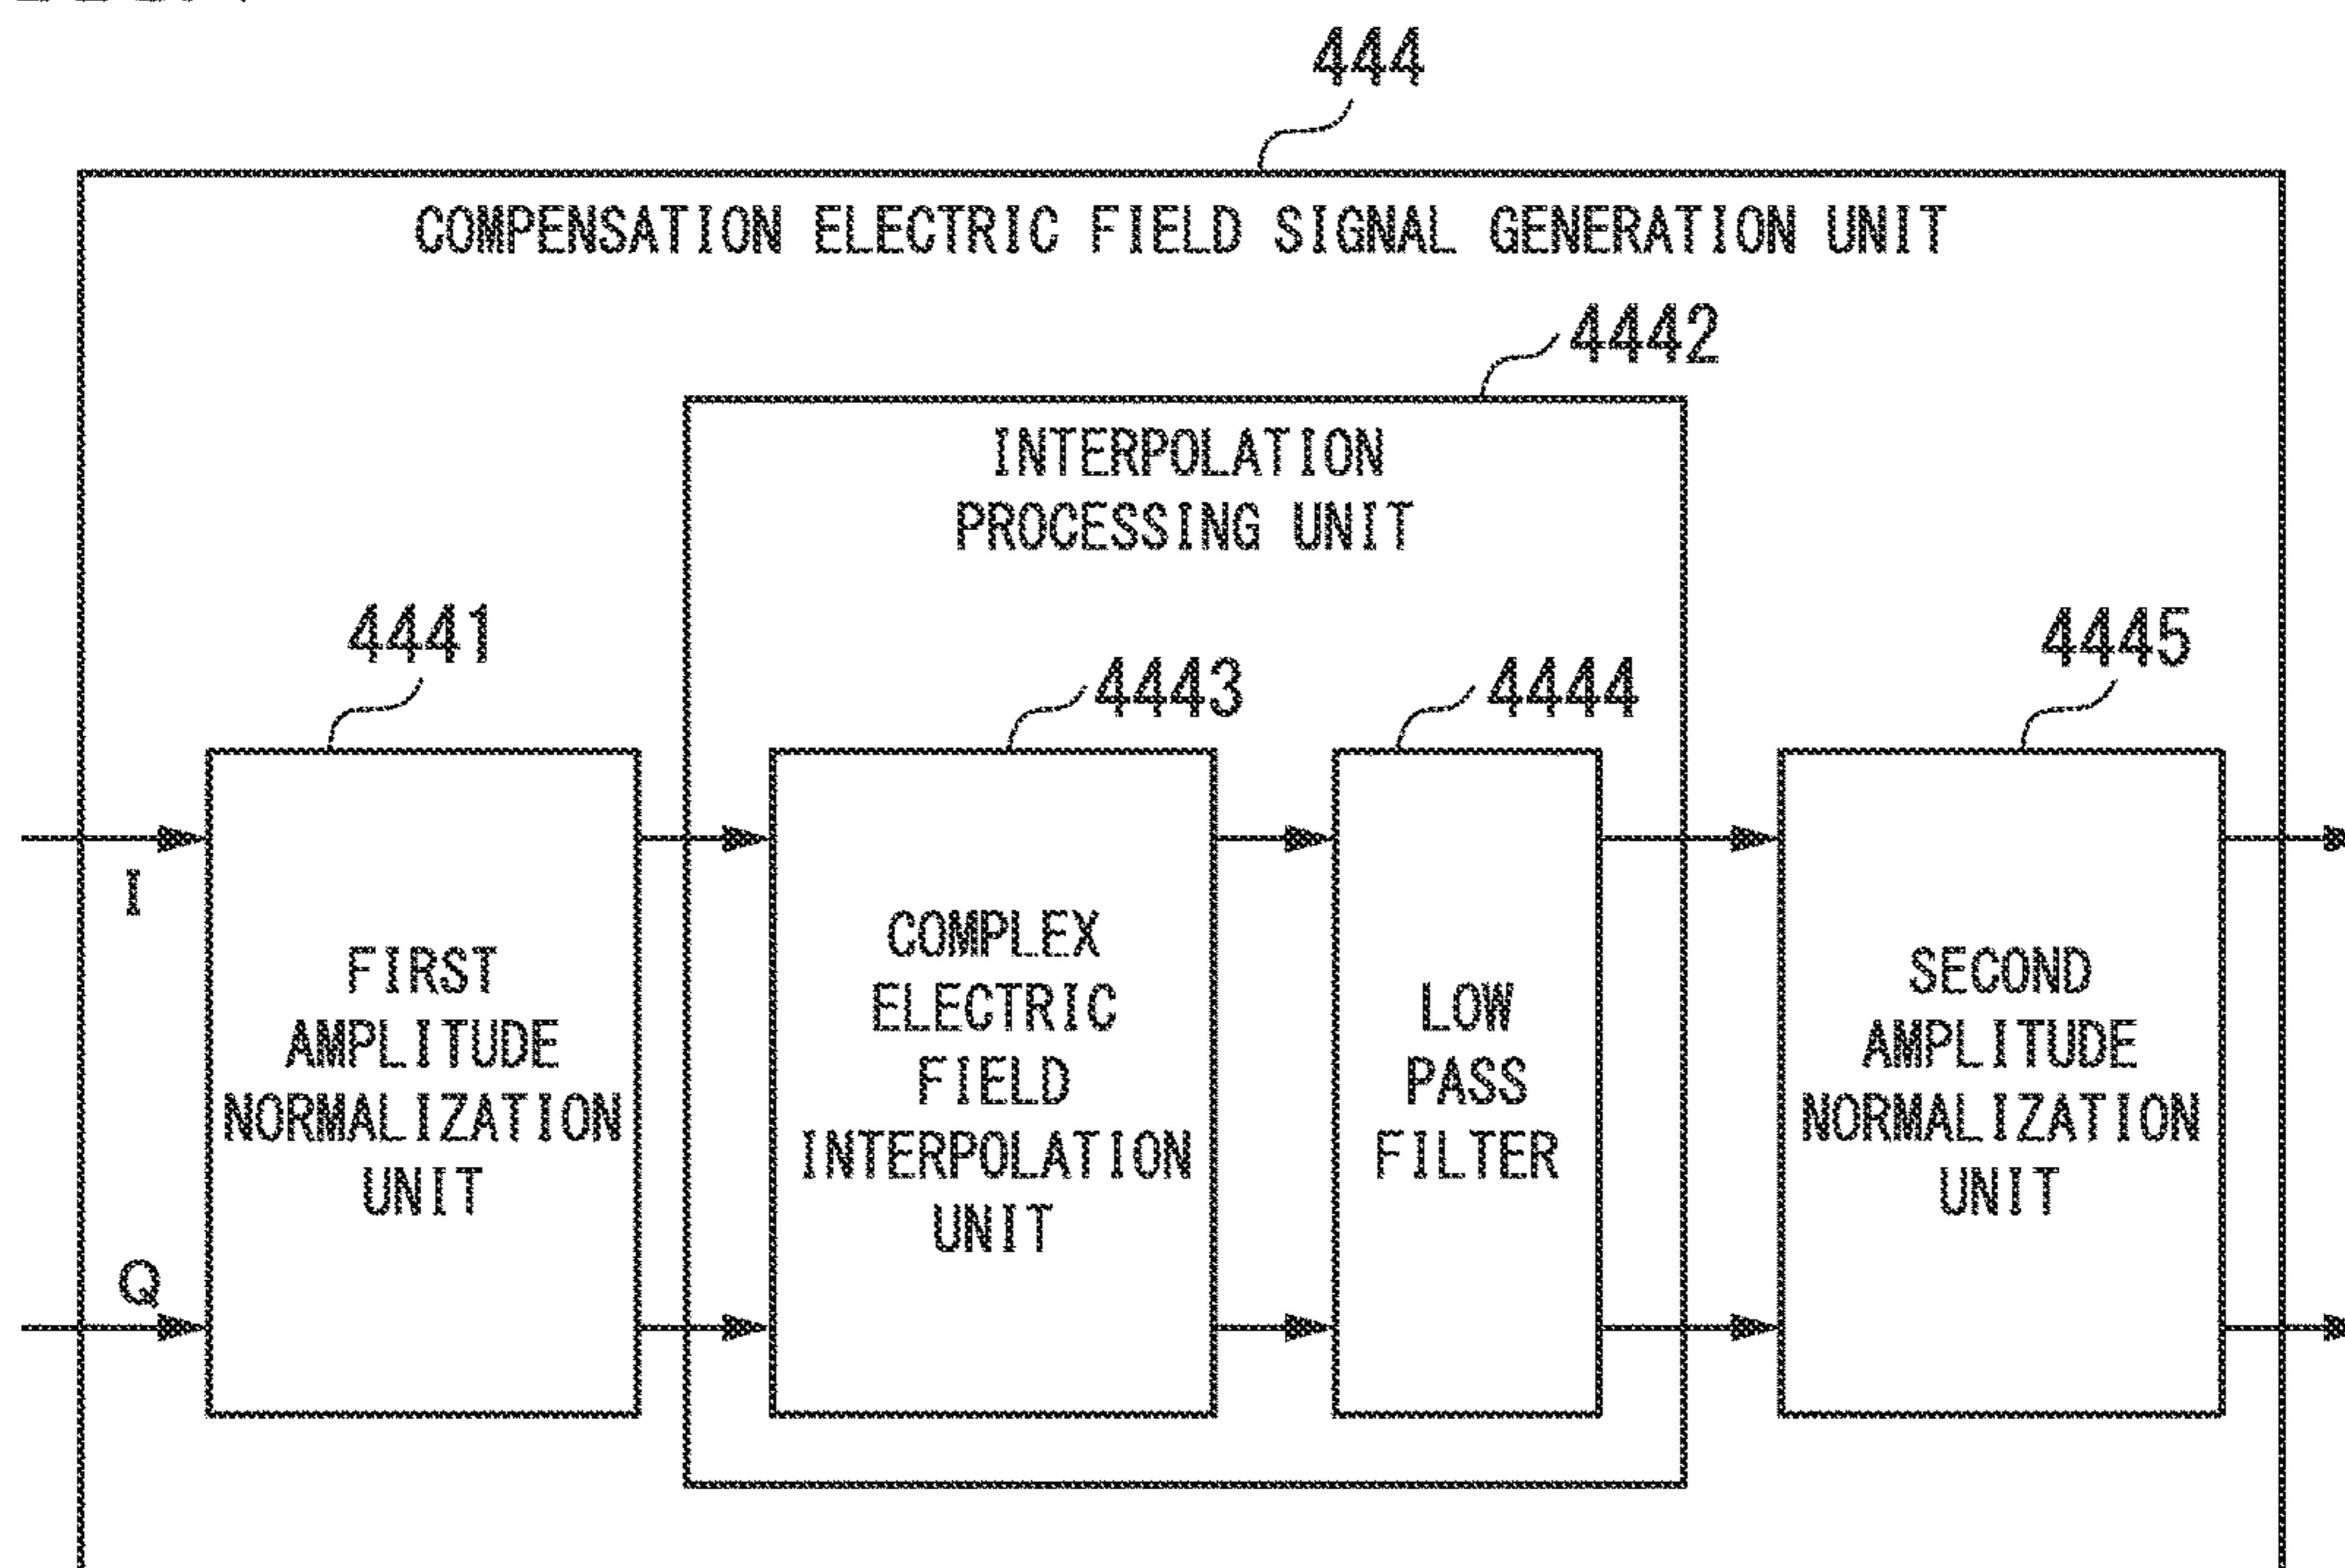 444
COMPENSATION ELECTRIC FIELD SIGNAL GENERATION UNIT
4442
INTERPOLATION
PROCESSING UNIT
4441
4443
4444
4445
I
Q
FIRST
AMPLITUDE
NORMALIZATION
UNIT
COMPLEX
ELECTRIC
FIELD
INTERPOLATION
UNIT
LOW
PASS
FILTER
SECOND
AMPLITUDE
NORMALIZATION
UNIT